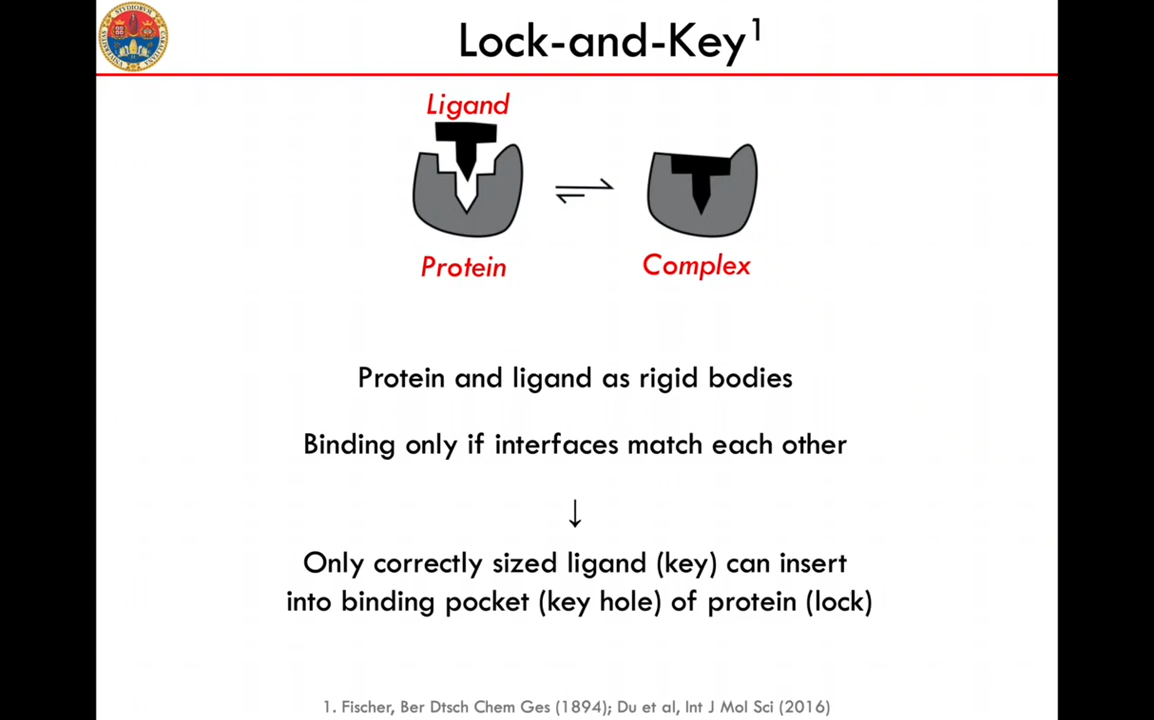 Lock-and-Key¹
Ligand
Protein
Complex
Protein and ligand as rigid bodies
Binding only if interfaces match each other
↓
Only correctly sized ligand (key) can insert
into binding pocket (key hole) of protein (lock)
1. Fischer, Ber Dtsch Chem Ges (1894); Du et al, Int J Mol Sci (2016)